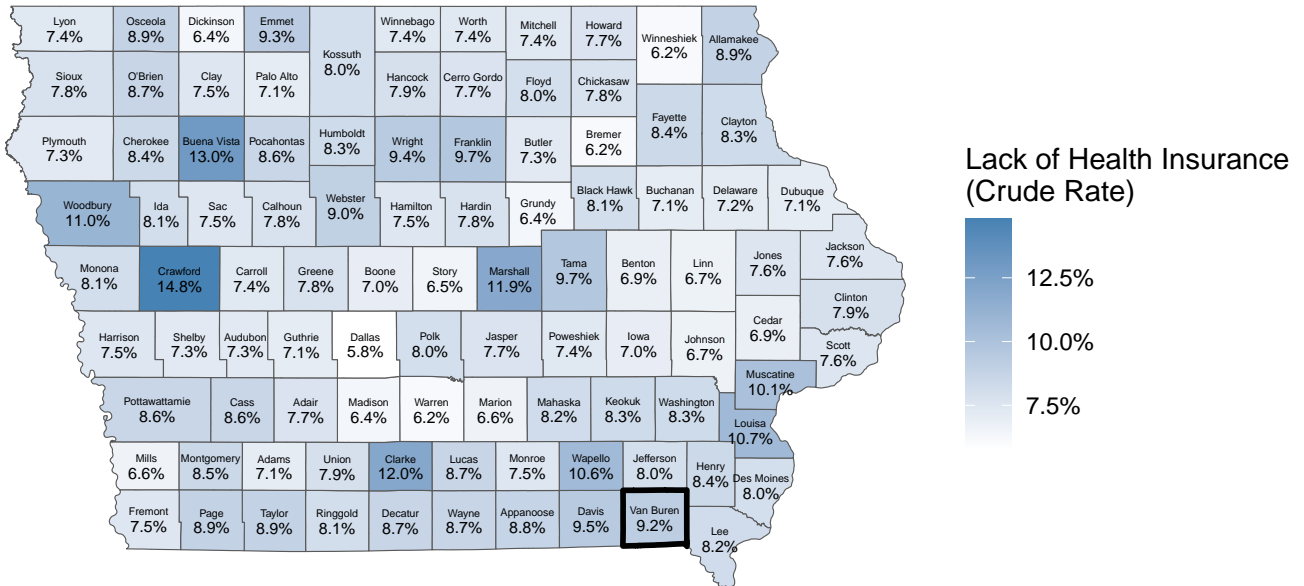 Lyon
7.4%
Osceola
8.9%
Dickinson
6.4%
Emmet
9.3%
Kossuth
8.0%
Winnebago
7.4%
Worth
7.4%
Mitchell
7.4%
Howard
7.7%
Winneshiek
6.2%
Allamakee
8.9%
Sioux
7.8%
O'Brien
8.7%
Clay
7.5%
Palo Alto
7.1%
Hancock
7.9%
Cerro Gordo
7.7%
Floyd
8.0%
Chickasaw
7.8%
Fayette
8.4%
Clayton
8.3%
Plymouth
7.3%
Cherokee
8.4%
Buena Vista
13.0%
Pocahontas
8.6%
Humboldt
8.3%
Wright
9.4%
Franklin
9.7%
Butler
7.3%
Bremer
6.2%
Woodbury
11.0%
Ida
8.1%
Sac
7.5%
Calhoun
7.8%
Webster
9.0%
Hamilton
7.5%
Hardin
7.8%
Grundy
6.4%
Black Hawk
8.1%
Buchanan
7.1%
Delaware
7.2%
Dubuque
7.1%
Monona
8.1%
Crawford
14.8%
Carroll
7.4%
Greene
7.8%
Boone
7.0%
Story
6.5%
Marshall
11.9%
Tama
9.7%
Benton
6.9%
Linn
6.7%
Jones
7.6%
Jackson
7.6%
Clinton
7.9%
Harrison
7.5%
Shelby
7.3%
Audubon
7.3%
Guthrie
7.1%
Dallas
5.8%
Polk
8.0%
Jasper
7.7%
Poweshiek
7.4%
Iowa
7.0%
Johnson
6.7%
Cedar
6.9%
Scott
7.6%
Muscatine
10.1%
Pottawattamie
8.6%
Cass
8.6%
Adair
7.7%
Madison
6.4%
Warren
6.2%
Marion
6.6%
Mahaska
8.2%
Keokuk
8.3%
Washington
8.3%
Louisa
10.7%
Mills
6.6%
Montgomery
8.5%
Adams
7.1%
Union
7.9%
Clarke
12.0%
Lucas
8.7%
Monroe
7.5%
Wapello
10.6%
Jefferson
8.0%
Henry
8.4%
Des Moines
8.0%
Fremont
7.5%
Page
8.9%
Taylor
8.9%
Ringgold
8.1%
Decatur
8.7%
Wayne
8.7%
Appanoose
8.8%
Davis
9.5%
Van Buren
9.2%
Lee
8.2%
Lack of Health Insurance
(Crude Rate)
12.5%
10.0%
7.5%